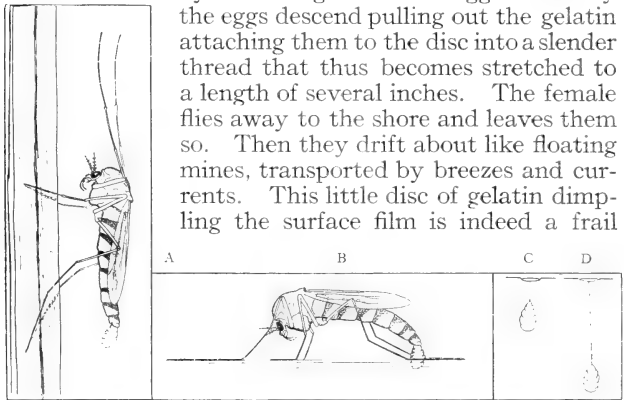 the eggs descend pulling out the gelatin
attaching them to the disc into a slender
thread that thus becomes stretched to
a length of several inches. The female
flies away to the shore and leaves them
so. Then they drift about like floating
mines, transported by breezes and cur-
rents. This little disc of gelatin dimp-
ling the surface film is indeed a frail
A B C D